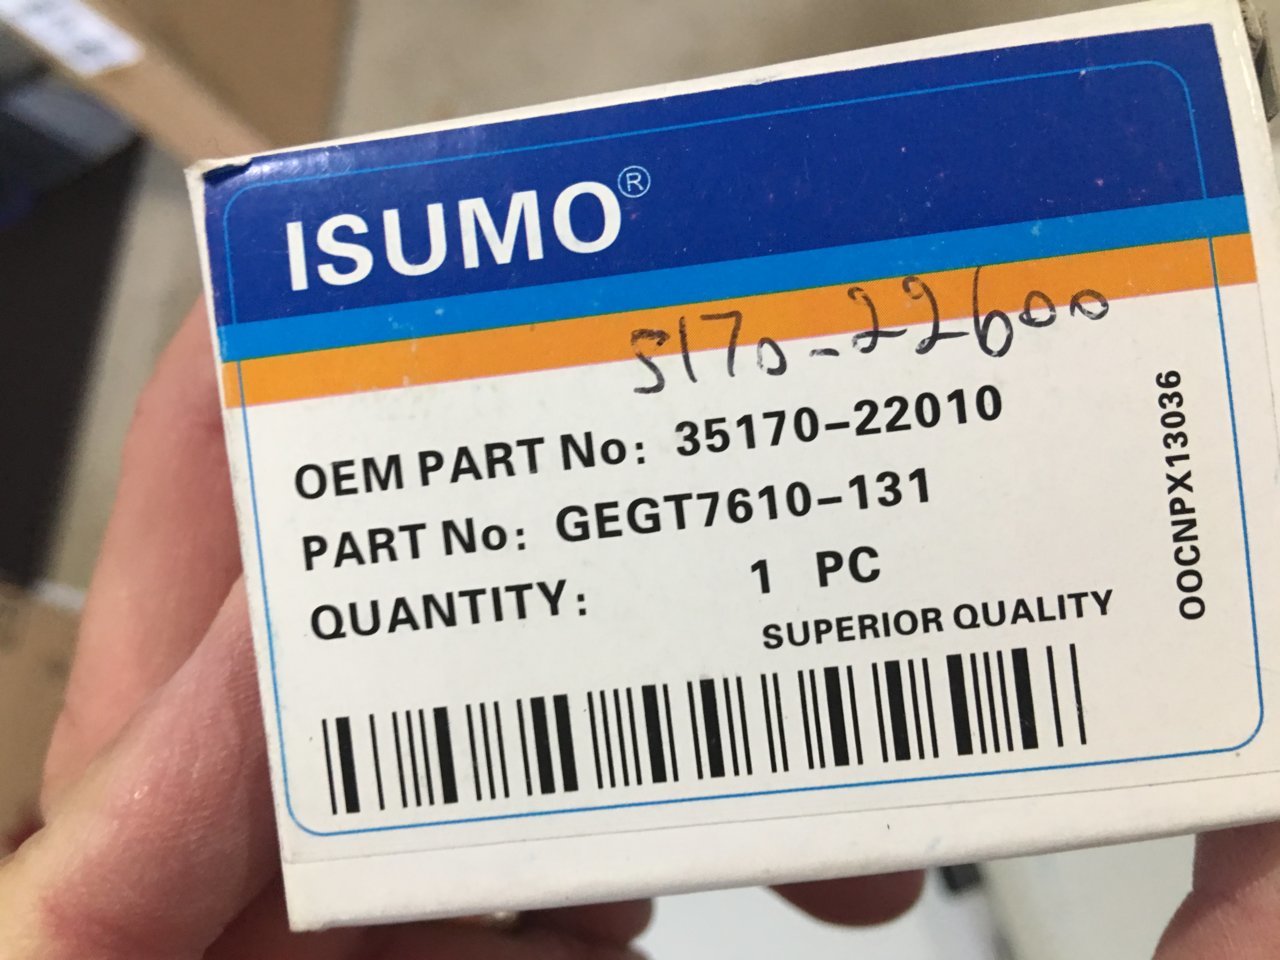 ISUMO®
5170-22600
OEM PART No: 35170-22010
PART No: GEGT7610-131
QUANTITY: 1 PC
SUPERIOR QUALITY
OOCNPX13036